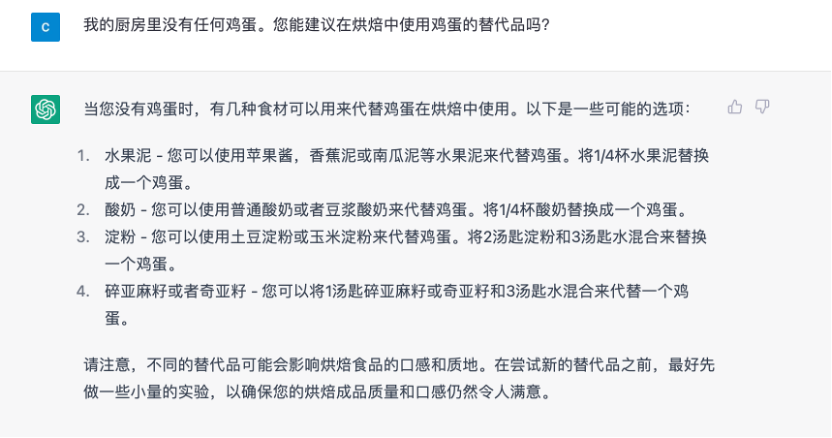 C
我的厨房里没有任何鸡蛋。您能建议在烘焙中使用鸡蛋的替代品吗?
当您没有鸡蛋时，有几种食材可以用来代替鸡蛋在烘焙中使用。以下是一些可能的选项：
1. 水果泥 - 您可以使用苹果酱，香蕉泥或南瓜泥等水果泥来代替鸡蛋。将1/4杯水果泥替换
成一个鸡蛋。
2. 酸奶 - 您可以使用普通酸奶或者豆浆酸奶来代替鸡蛋。将1/4杯酸奶替换成一个鸡蛋。
3. 淀粉 - 您可以使用土豆淀粉或玉米淀粉来代替鸡蛋。将2汤匙淀粉和3汤匙水混合来替换
一个鸡蛋。
4. 碎亚麻籽或者奇亚籽 - 您可以将1汤匙碎亚麻籽或奇亚籽和3汤匙水混合来代替一个鸡
蛋。
请注意，不同的替代品可能会影响烘焙食品的口感和质地。在尝试新的替代品之前，最好先
做一些小量的实验，以确保您的烘焙成品质量和口感仍然令人满意。